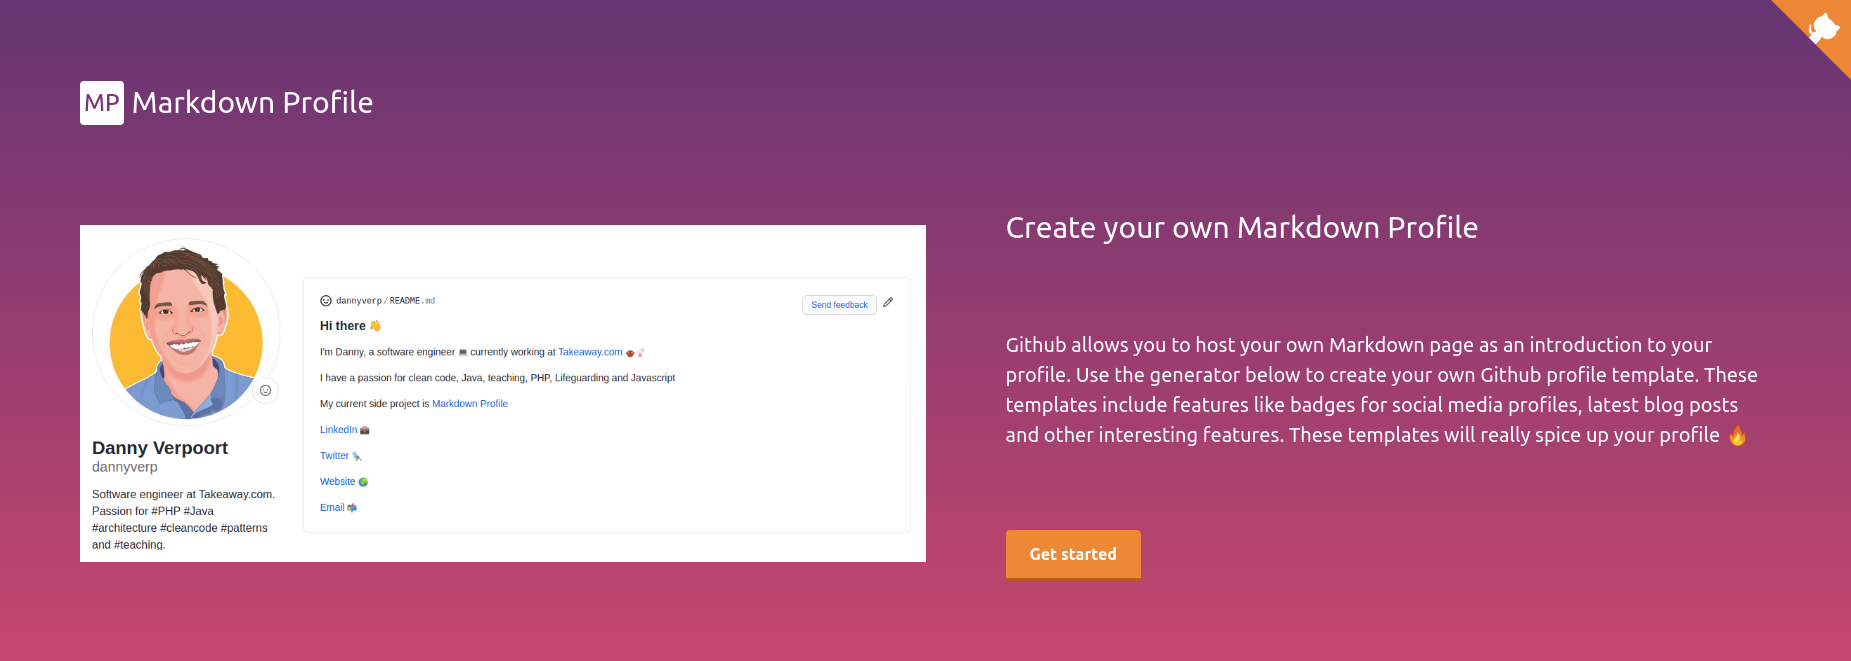 MP Markdown Profile
Danny Verpoort
dannyverp
Software engineer at Takeaway.com.
Passion for #PHP #Java
#architecture #cleancode #patterns
and #teaching.
dannyverp/README.md
Send feedback
Hi there 👋
I'm Danny, a software engineer 💻 currently working at Takeaway.com
I have a passion for clean code, Java, teaching, PHP, Lifeguarding and Javascript
My current side project is Markdown Profile
LinkedIn 💼
Twitter
Website 🌍
Email 📬
Create your own Markdown Profile
Github allows you to host your own Markdown page as an introduction to your
profile. Use the generator below to create your own Github profile template. These
templates include features like badges for social media profiles, latest blog posts
and other interesting features. These templates will really spice up your profile 🔥
Get started